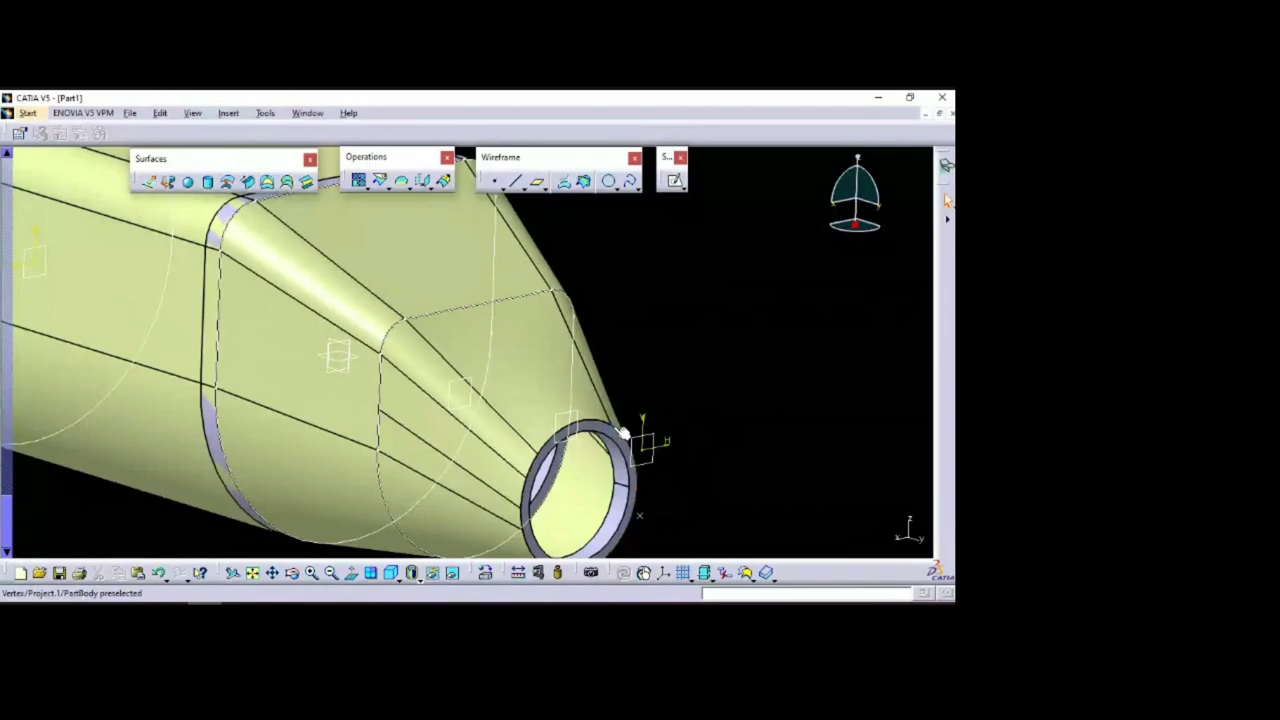 CATIA V5 - [Part1]
Start ENOVIA V5 VPM File Edit View Insert Tools Window Help
Surfaces
Operations
Wireframe
S...
V
H
z
x
y
CATIA
Vertex/Project.1/PartBody preselected